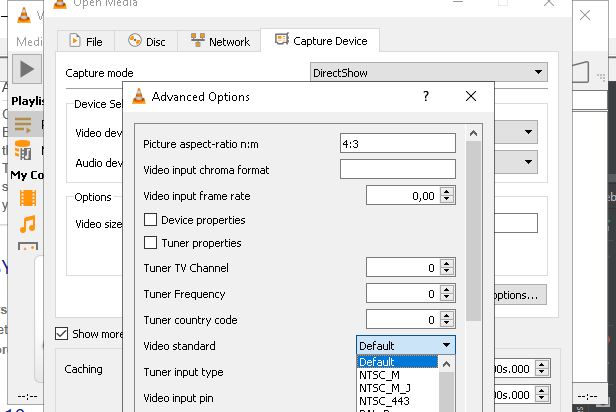 Open Media
V
Medi
File
Disc
Network
Capture Device
Capture mode
DirectShow
Playlis
Device Sel
Advanced Options
?
Video dev
Audio dev
My Co
Options
Video size
Picture aspect-ratio n:m
4:3
Video input chroma format
Video input frame rate
0,00
Device properties
Tuner properties
Tuner TV Channel
0
Tuner Frequency
0
ptions...
Tuner country code
0
Show more
Video standard
Default
Default
Caching
Tuner input type
NTSC_M
0s.000
NTSC_M_J
Video input pin
NTSC_443
0s.000
--:--
--:--